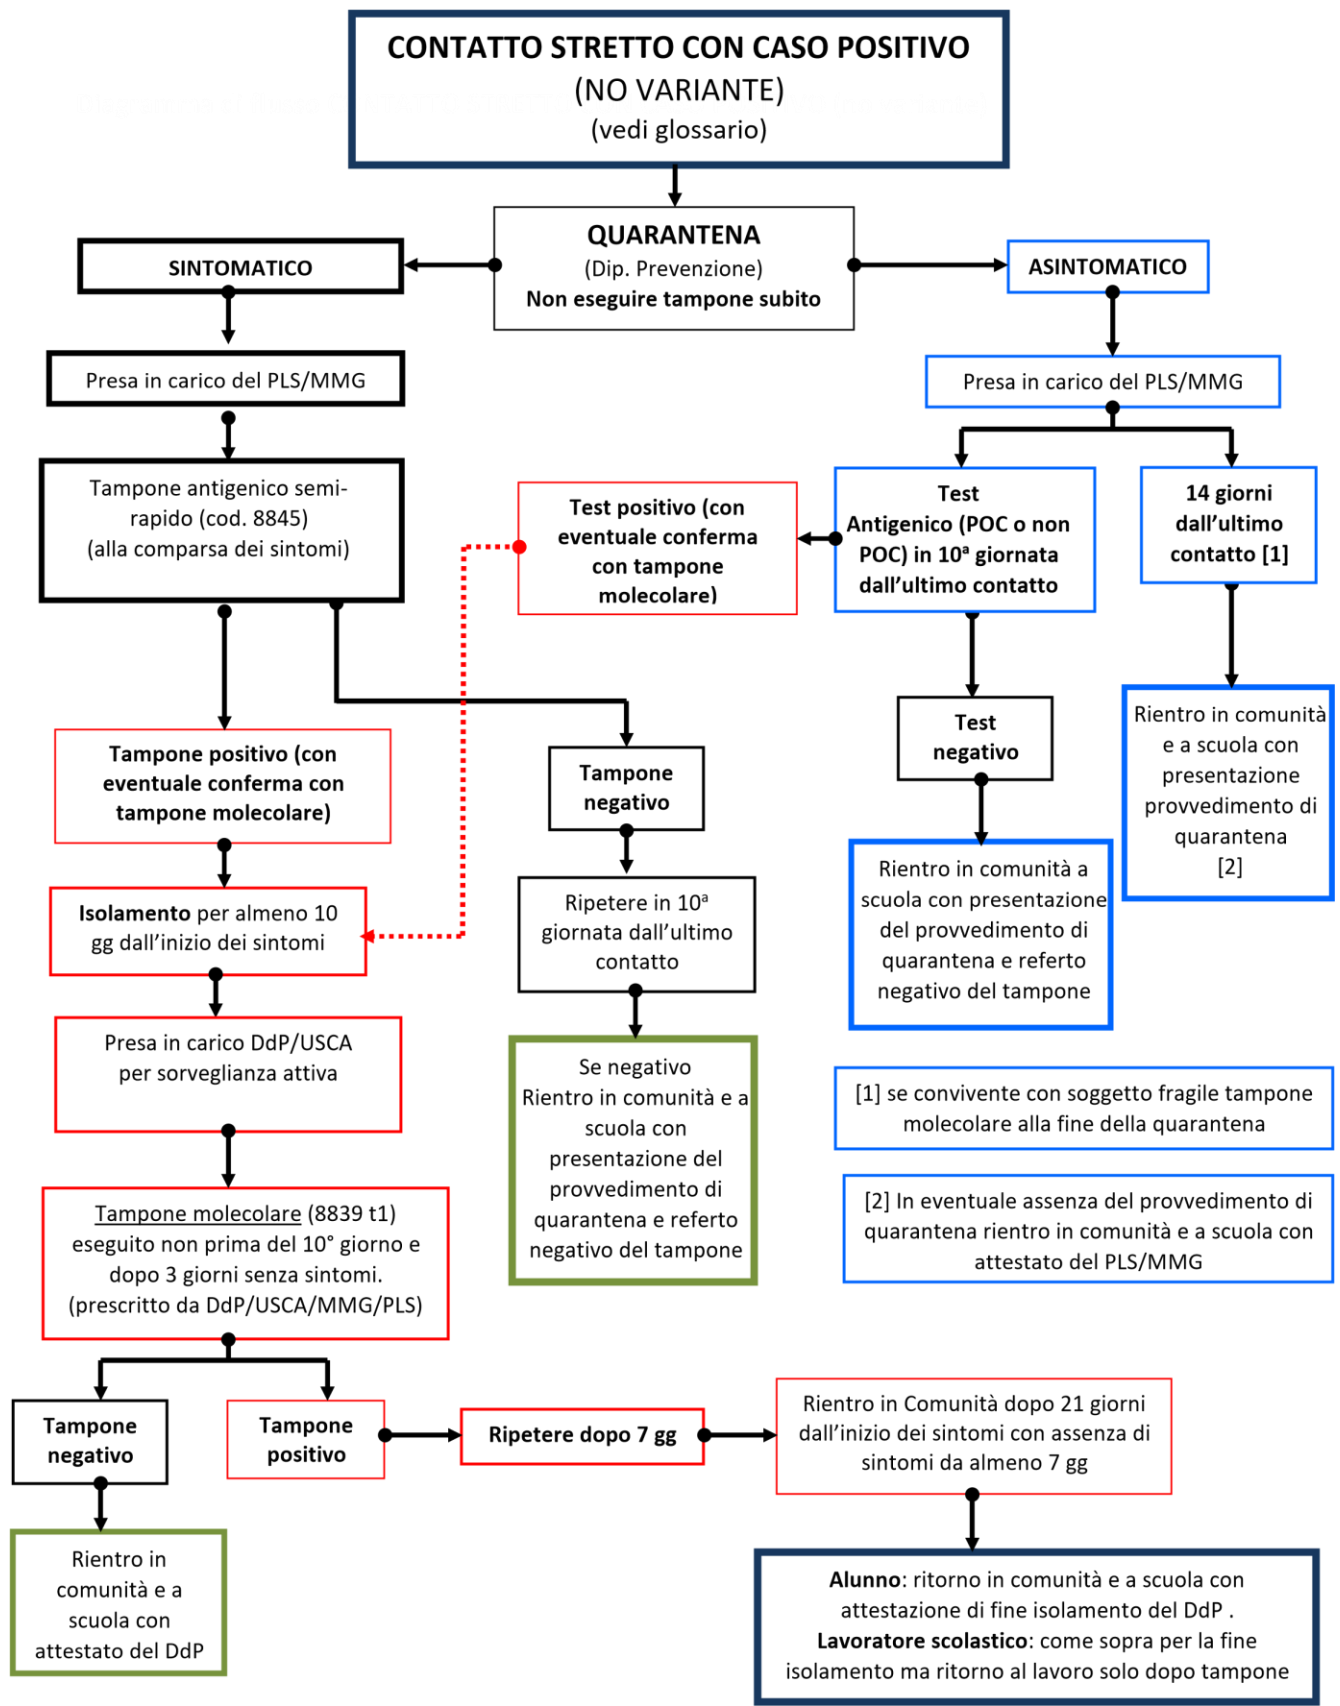 CONTATTO STRETTO CON CASO POSITIVO
(NO VARIANTE)
(vedi glossario)
QUARANTENA
(Dip. Prevenzione)
Non eseguire tampone subito
SINTOMATICO
ASINTOMATICO
Presa in carico del PLS/MMG
Presa in carico del PLS/MMG
Tampone antigenico semi-
rapido (cod. 8845)
(alla comparsa dei sintomi)
Test positivo (con
eventuale conferma
con tampone
molecolare)
Test
Antigenico (POC o non
POC) in 10ª giornata
dall'ultimo contatto
14 giorni
dall'ultimo
contatto [1]
Tampone positivo (con
eventuale conferma con
tampone molecolare)
Tampone
negativo
Test
negativo
Rientro in comunità
e a scuola con
presentazione
provvedimento di
quarantena
[2]
Isolamento per almeno 10
gg dall'inizio dei sintomi
Ripetere in 10ª
giornata dall'ultimo
contatto
Rientro in comunità a
scuola con presentazione
del provvedimento di
quarantena e referto
negativo del tampone
Presa in carico DdP/USCA
per sorveglianza attiva
Se negativo
Rientro in comunità e a
scuola con
presentazione del
provvedimento di
quarantena e referto
negativo del tampone
[1] se convivente con soggetto fragile tampone
molecolare alla fine della quarantena
[2] In eventuale assenza del provvedimento di
quarantena rientro in comunità e a scuola con
attestato del PLS/MMG
Tampone molecolare (8839 t1)
eseguito non prima del 10° giorno e
dopo 3 giorni senza sintomi.
(prescritto da DdP/USCA/MMG/PLS)
Tampone
negativo
Tampone
positivo
Ripetere dopo 7 gg
Rientro in Comunità dopo 21 giorni
dall'inizio dei sintomi con assenza di
sintomi da almeno 7 gg
Rientro in
comunità e a
scuola con
attestato del DdP
Alunno: ritorno in comunità e a scuola con
attestazione di fine isolamento del DdP .
Lavoratore scolastico: come sopra per la fine
isolamento ma ritorno al lavoro solo dopo tampone